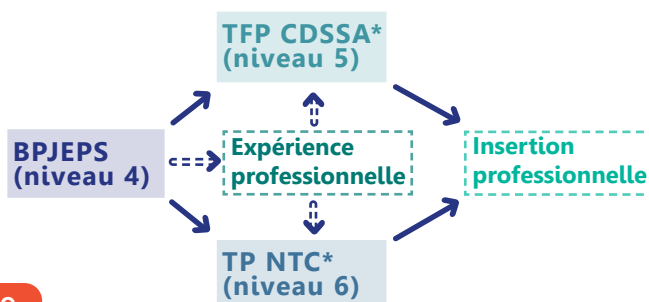 TFP CDSSA*
(niveau 5)
BPJEPS
(niveau 4)
Expérience
professionnelle
Insertion
professionnelle
TP NTC*
(niveau 6)